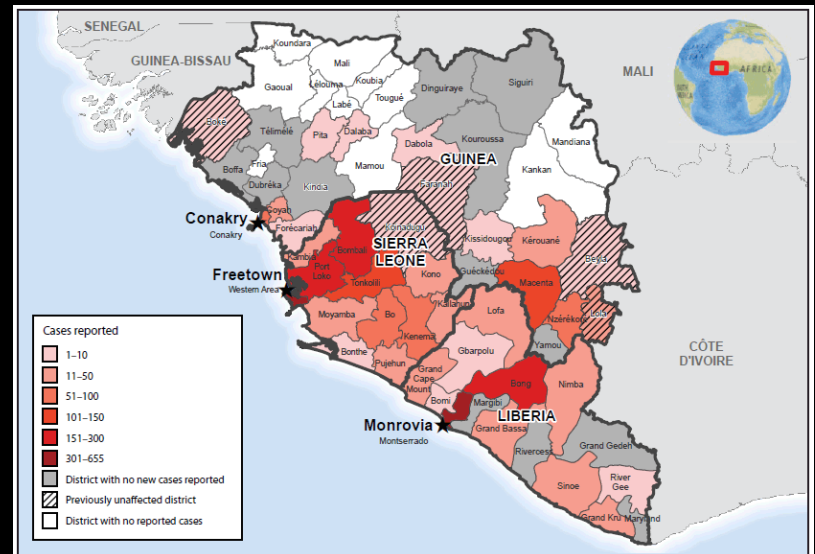 SENEGAL
GUINEA-BISSAU
MALI
AFRICA
Koundara
Mali
Lélouma
Koubia
Gaoual
Labé
Tougué
Dinguiraye
Siguiri
Boke
Télimélé
Pita
Dalaba
Dabola
Kouroussa
Mandiana
GUINEA
Boffa
Fria
Mamou
Kankan
Dubrêka
Kindia
Faranah
Coyah
Conakry
Conakry
Forécariah
Koinadugu
Kissidougou
Kérouané
Beyla
SIERRA
LEONE
Kambia
Bombali
Port
Loko
Freetown
Western Area
Tonkolili
Kono
Guéckédou
Macenta
Moyamba
Bo
Kailahun
Lofa
Nzérékoré
Lola
Kenema
Yamou
Bonthe
Pujehun
Gbarpolu
Grand
Cape
Mount
Bong
Nimba
Bomi
Margibi
LIBERIA
Monrovia
Montserrado
Grand Bassa
Grand Gedeh
Rivercess
Sinoe
River
Gee
Grand Kru
Maryland
CÔTE
D'IVOIRE
Cases reported
1–10
11–50
51–100
101–150
151–300
301–655
District with no new cases reported
Previously unaffected district
District with no reported cases